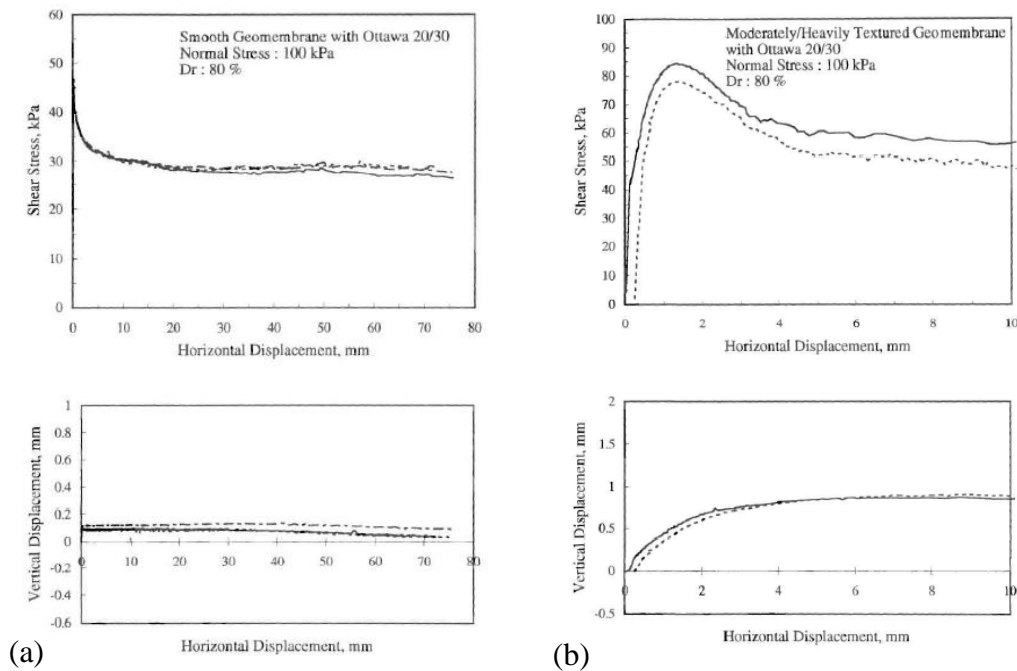 Smooth Geomembrane with Ottawa 20/30
Normal Stress : 100 kPa
Dr : 80 %
Shear Stress, kPa
60
50
40
30
20
10
0
0 10 20 30 40 50 60 70 80
Horizontal Displacement, mm
Vertical Displacement, mm
1
0.8
0.6
0.4
0.2
0
-0.2
-0.4
-0.6
0 10 20 30 40 50 60 70 80
Horizontal Displacement, mm
(a)
Moderately/Heavily Textured Geomembrane
with Ottawa 20/30
Normal Stress : 100 kPa
Dr : 80 %
Shear Stress, kPa
100
90
80
70
60
50
40
30
20
10
0
0 2 4 6 8 10
Horizontal Displacement, mm
Vertical Displacement, mm
2
1.5
1
0.5
0
-0.5
0 2 4 6 8 10
Horizontal Displacement, mm
(b)